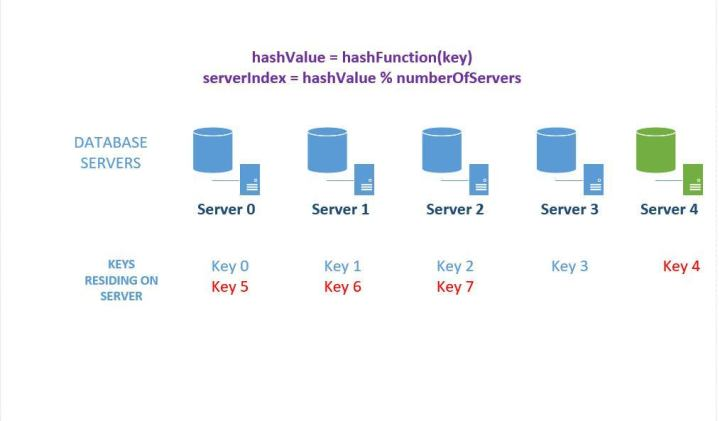 hashValue = hashFunction(key)
serverIndex = hashValue % numberOfServers
DATABASE
SERVERS
Server 0 Server 1 Server 2 Server 3 Server 4
KEYS
RESIDING ON
SERVER
Key 0 Key 1 Key 2 Key 3 Key 4
Key 5 Key 6 Key 7